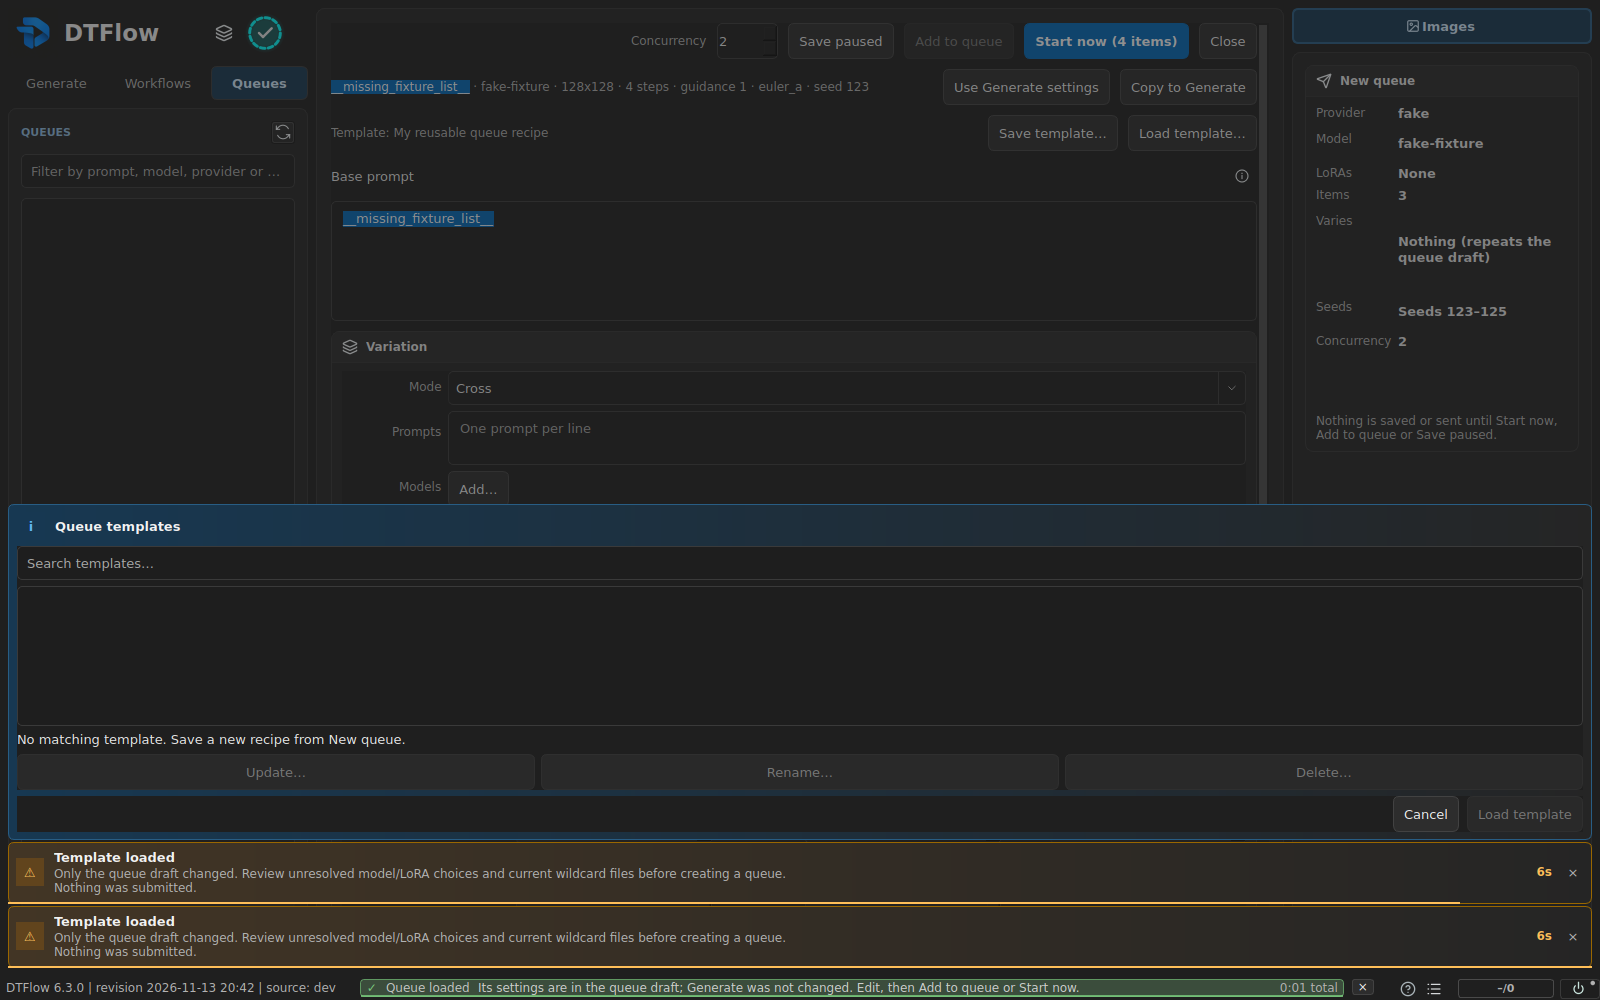 DTFlow
Generate
Workflows
Queues
QUEUES
Filter by prompt, model, provider or ...
Concurrency
2
Save paused
Add to queue
Start now (4 items)
Close
__missing_fixture_list__ · fake-fixture · 128x128 · 4 steps · guidance 1 · euler_a · seed 123
Use Generate settings
Copy to Generate
Template: My reusable queue recipe
Save template...
Load template...
Base prompt
__missing_fixture_list__
Variation
Mode
Cross
Prompts
One prompt per line
Models
Add...
Images
New queue
Provider
fake
Model
fake-fixture
LoRAs
None
Items
3
Varies
Nothing (repeats the
queue draft)
Seeds
Seeds 123–125
Concurrency
2
Nothing is saved or sent until Start now,
Add to queue or Save paused.
i
Queue templates
Search templates...
No matching template. Save a new recipe from New queue.
Update...
Rename...
Delete...
Cancel
Load template
Template loaded
Only the queue draft changed. Review unresolved model/LoRA choices and current wildcard files before creating a queue.
Nothing was submitted.
6s
Template loaded
Only the queue draft changed. Review unresolved model/LoRA choices and current wildcard files before creating a queue.
Nothing was submitted.
6s
DTFlow 6.3.0 | revision 2026-11-13 20:42 | source: dev
Queue loaded Its settings are in the queue draft; Generate was not changed. Edit, then Add to queue or Start now.
0:01 total
–/0